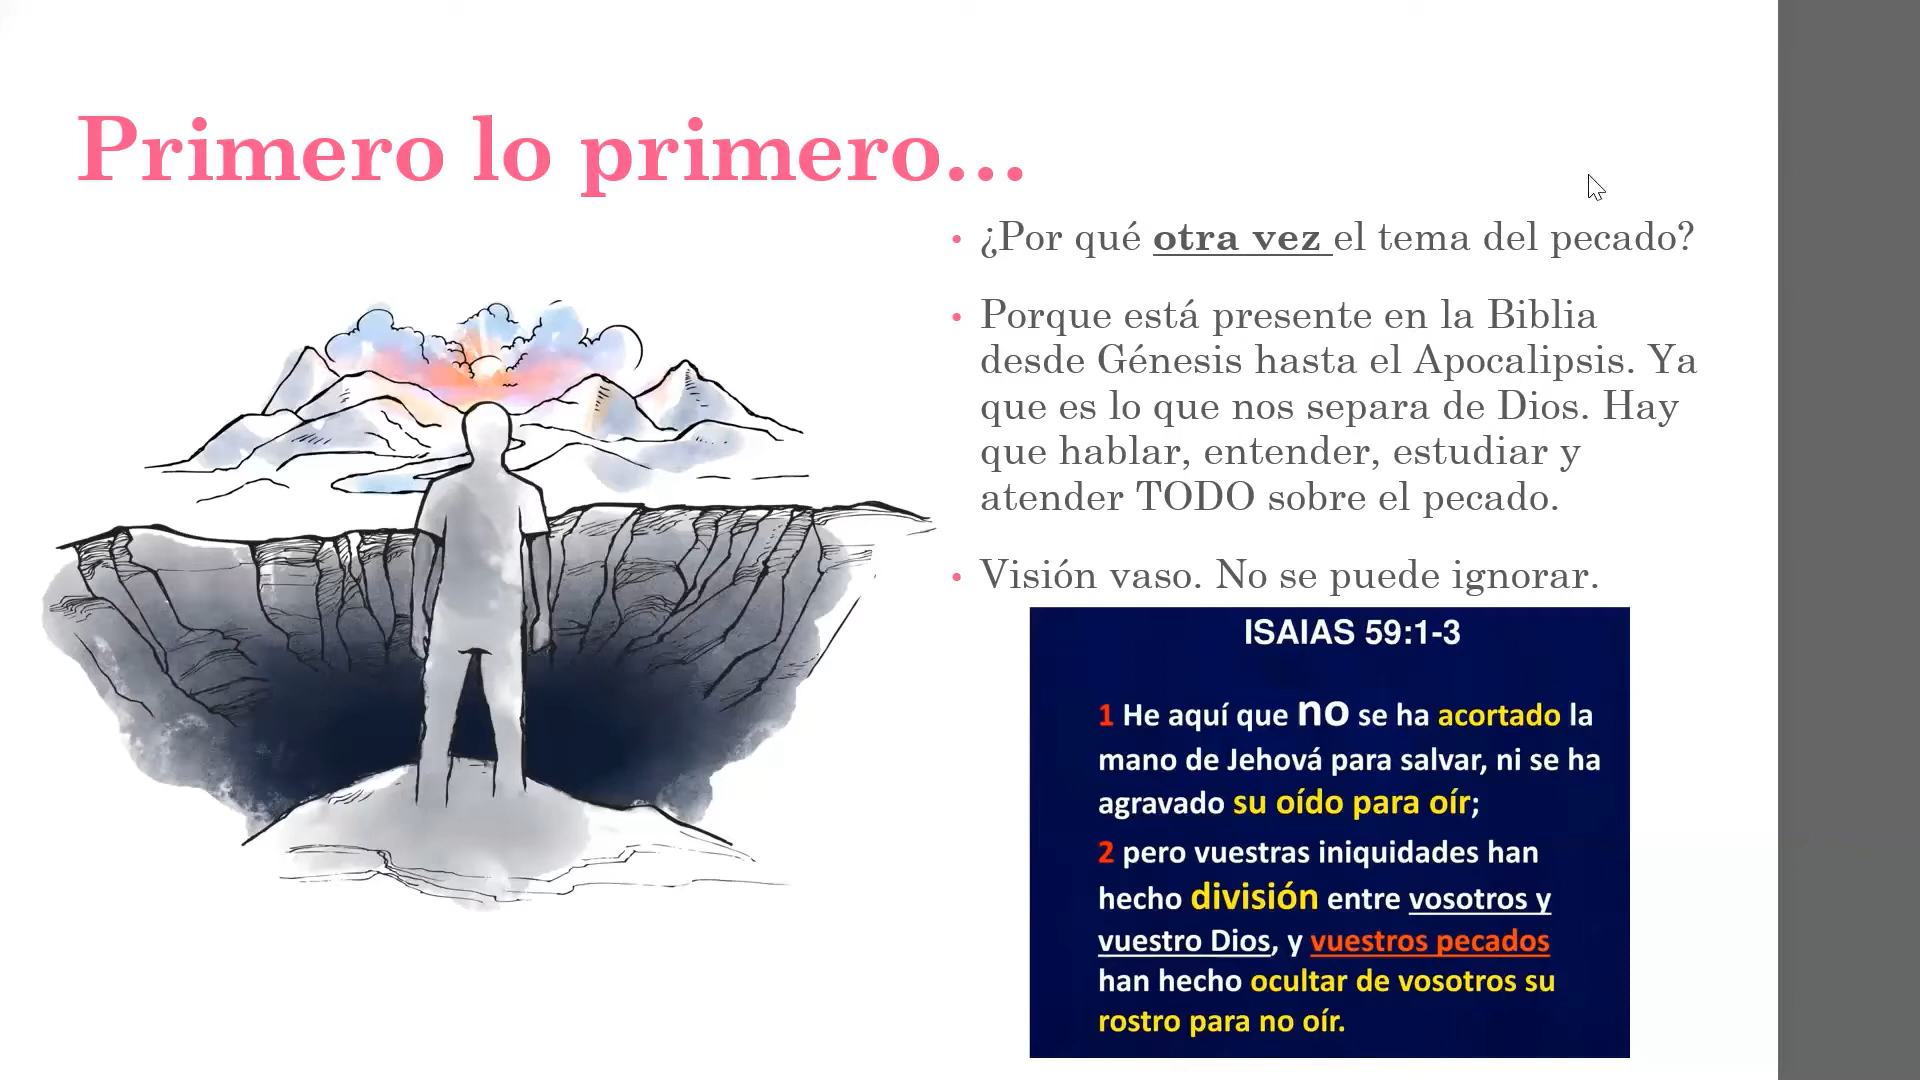 Primero lo primero...
¿Por qué otra vez el tema del pecado?
Porque está presente en la Biblia
desde Génesis hasta el Apocalipsis. Ya
que es lo que nos separa de Dios. Hay
que hablar, entender, estudiar y
atender TODO sobre el pecado.
Visión vaso. No se puede ignorar.
ISAIAS 59:1-3
1 He aquí que no se ha acortado la
mano de Jehová para salvar, ni se ha
agravado su oído para oír;
2 pero vuestras iniquidades han
hecho división entre vosotros y
vuestro Dios, y vuestros pecados
han hecho ocultar de vosotros su
rostro para no oír.